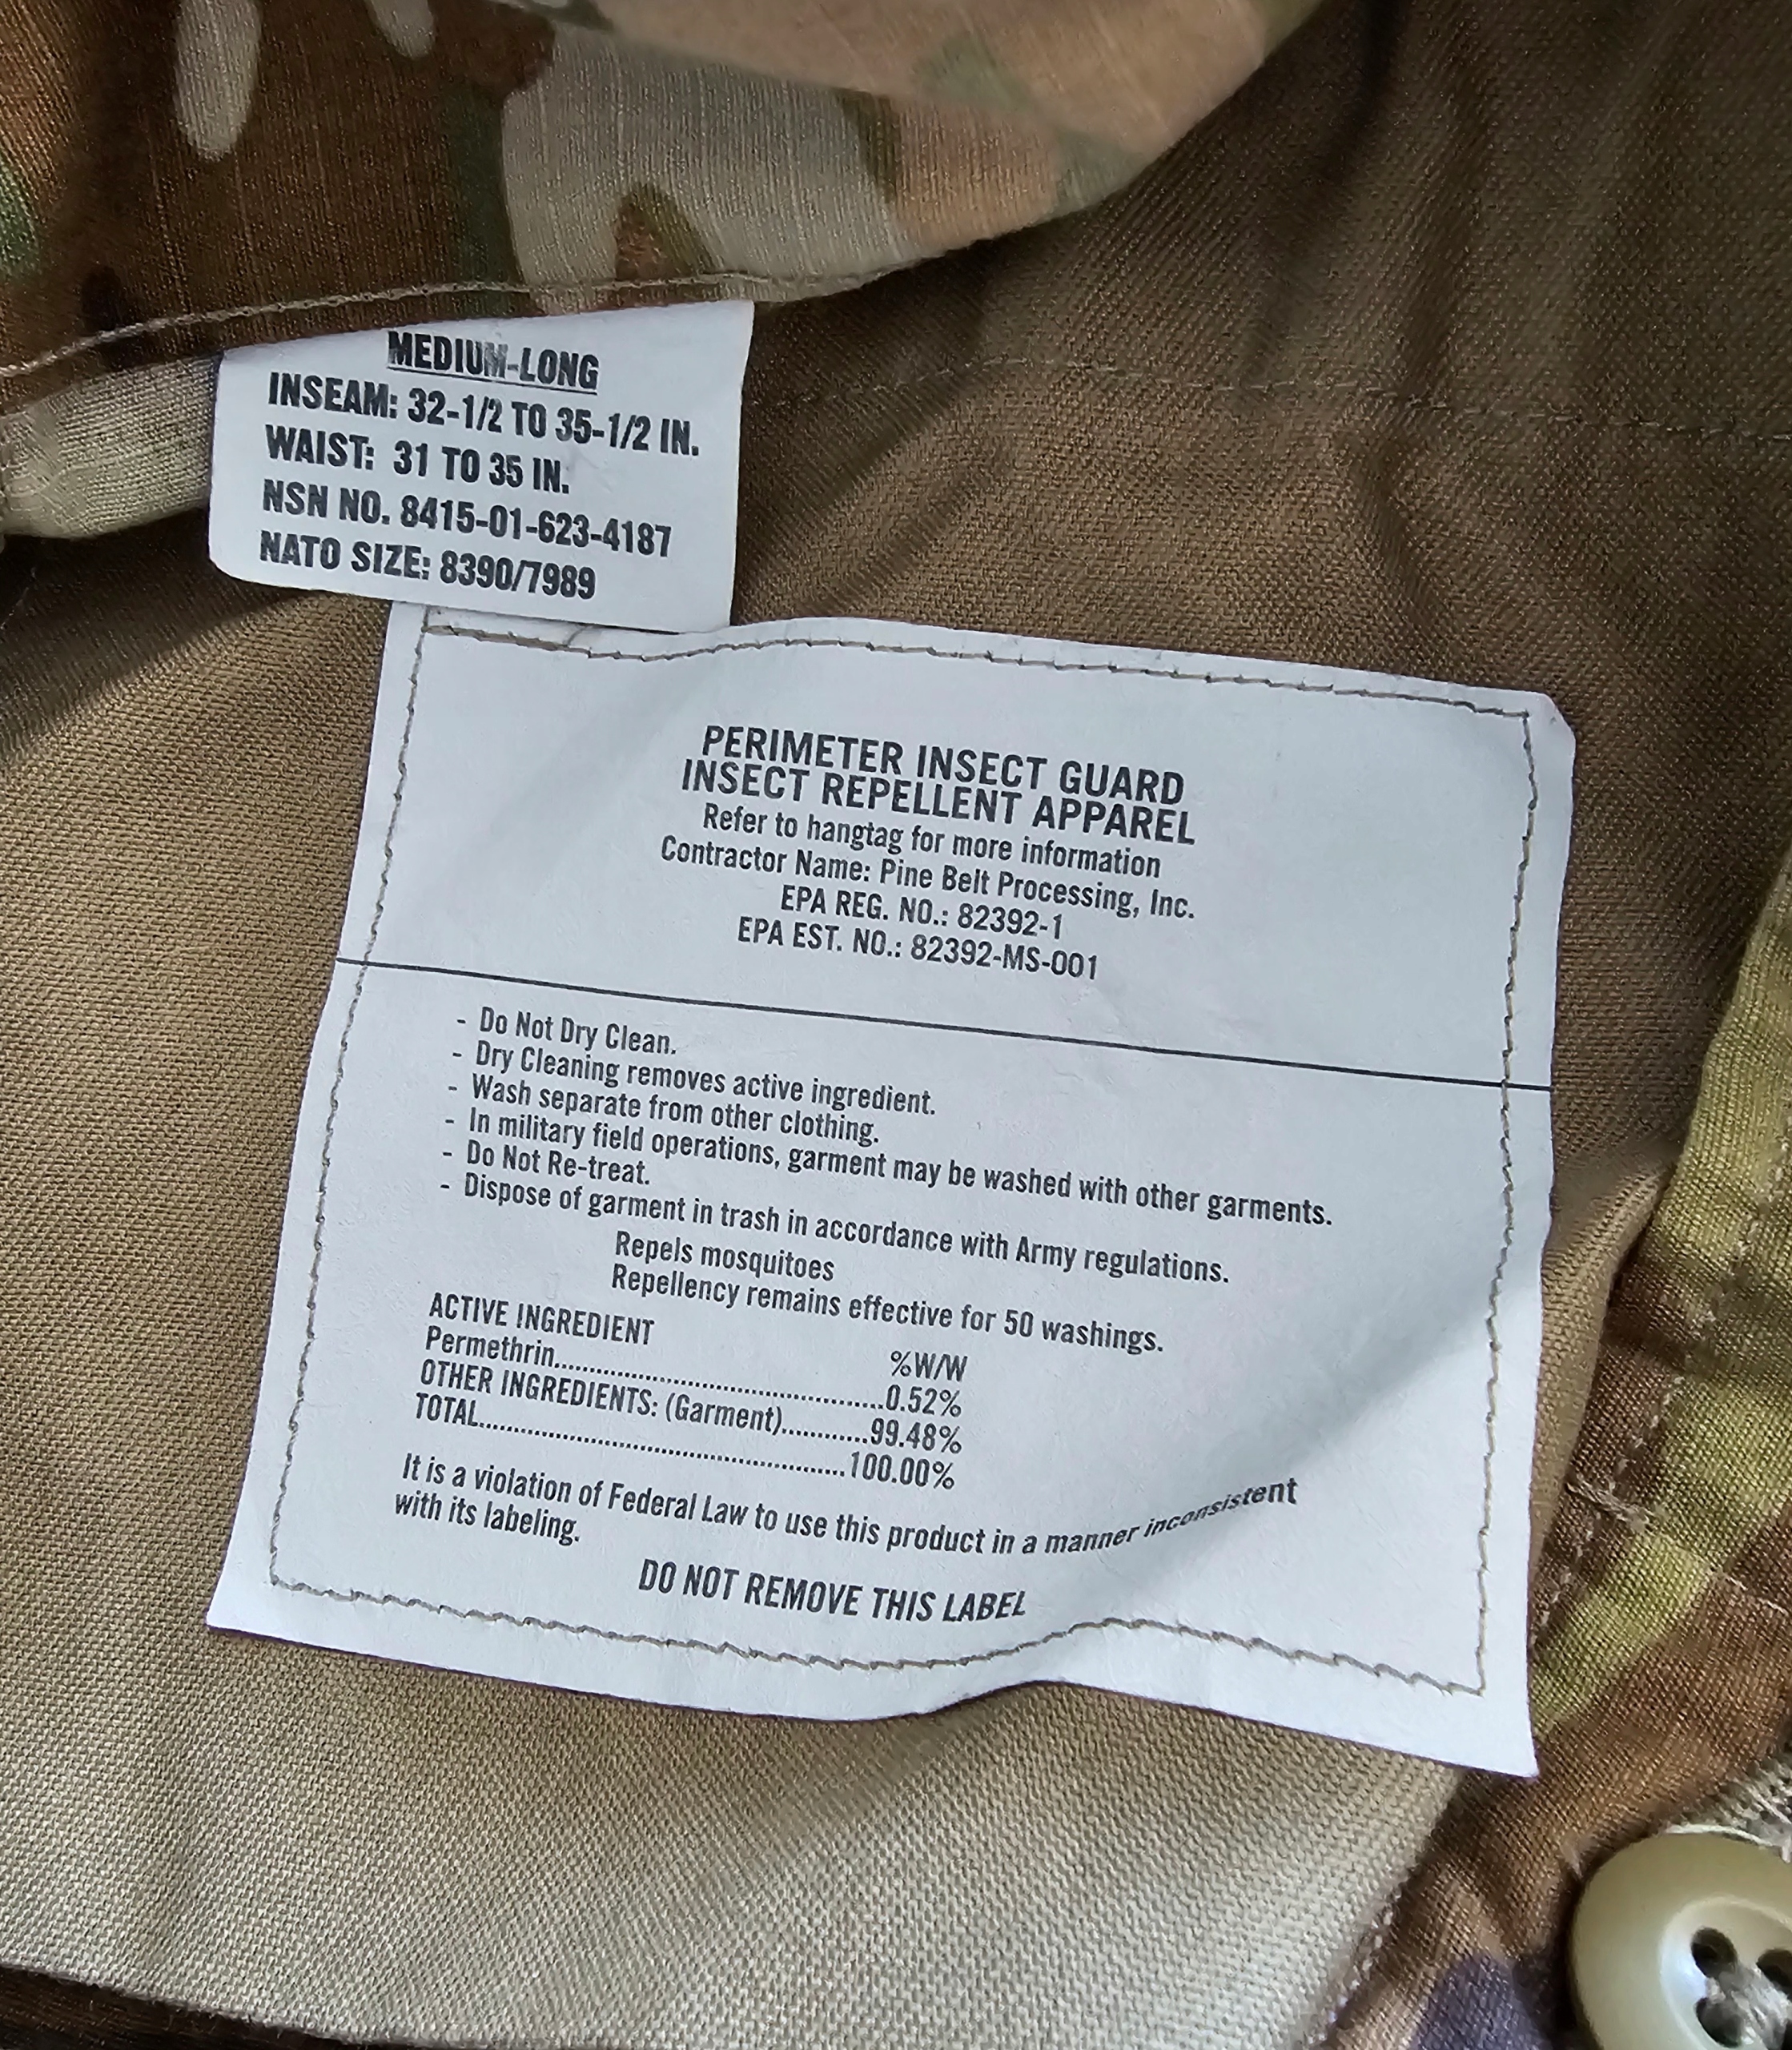 MEDIUM-LONG
INSEAM: 32-1/2 TO 35-1/2 IN.
WAIST: 31 TO 35 IN.
NSN NO. 8415-01-623-4187
NATO SIZE: 8390/7989
PERIMETER INSECT GUARD
INSECT REPELLENT APPAREL
Refer to hangtag for more information
Contractor Name: Pine Belt Processing, Inc.
EPA REG. NO.: 82392-1
EPA EST. NO.: 82392-MS-001
- Do Not Dry Clean.
- Dry Cleaning removes active ingredient.
- Wash separate from other clothing.
- In military field operations, garment may be washed with other garments.
- Do Not Re-treat.
- Dispose of garment in trash in accordance with Army regulations.
Repels mosquitoes
Repellency remains effective for 50 washings.
ACTIVE INGREDIENT %W/W
Permethrin..........0.52%
OTHER INGREDIENTS: (Garment)............99.48%
TOTAL..........100.00%
It is a violation of Federal Law to use this product in a manner inconsistent
with its labeling.
DO NOT REMOVE THIS LABEL